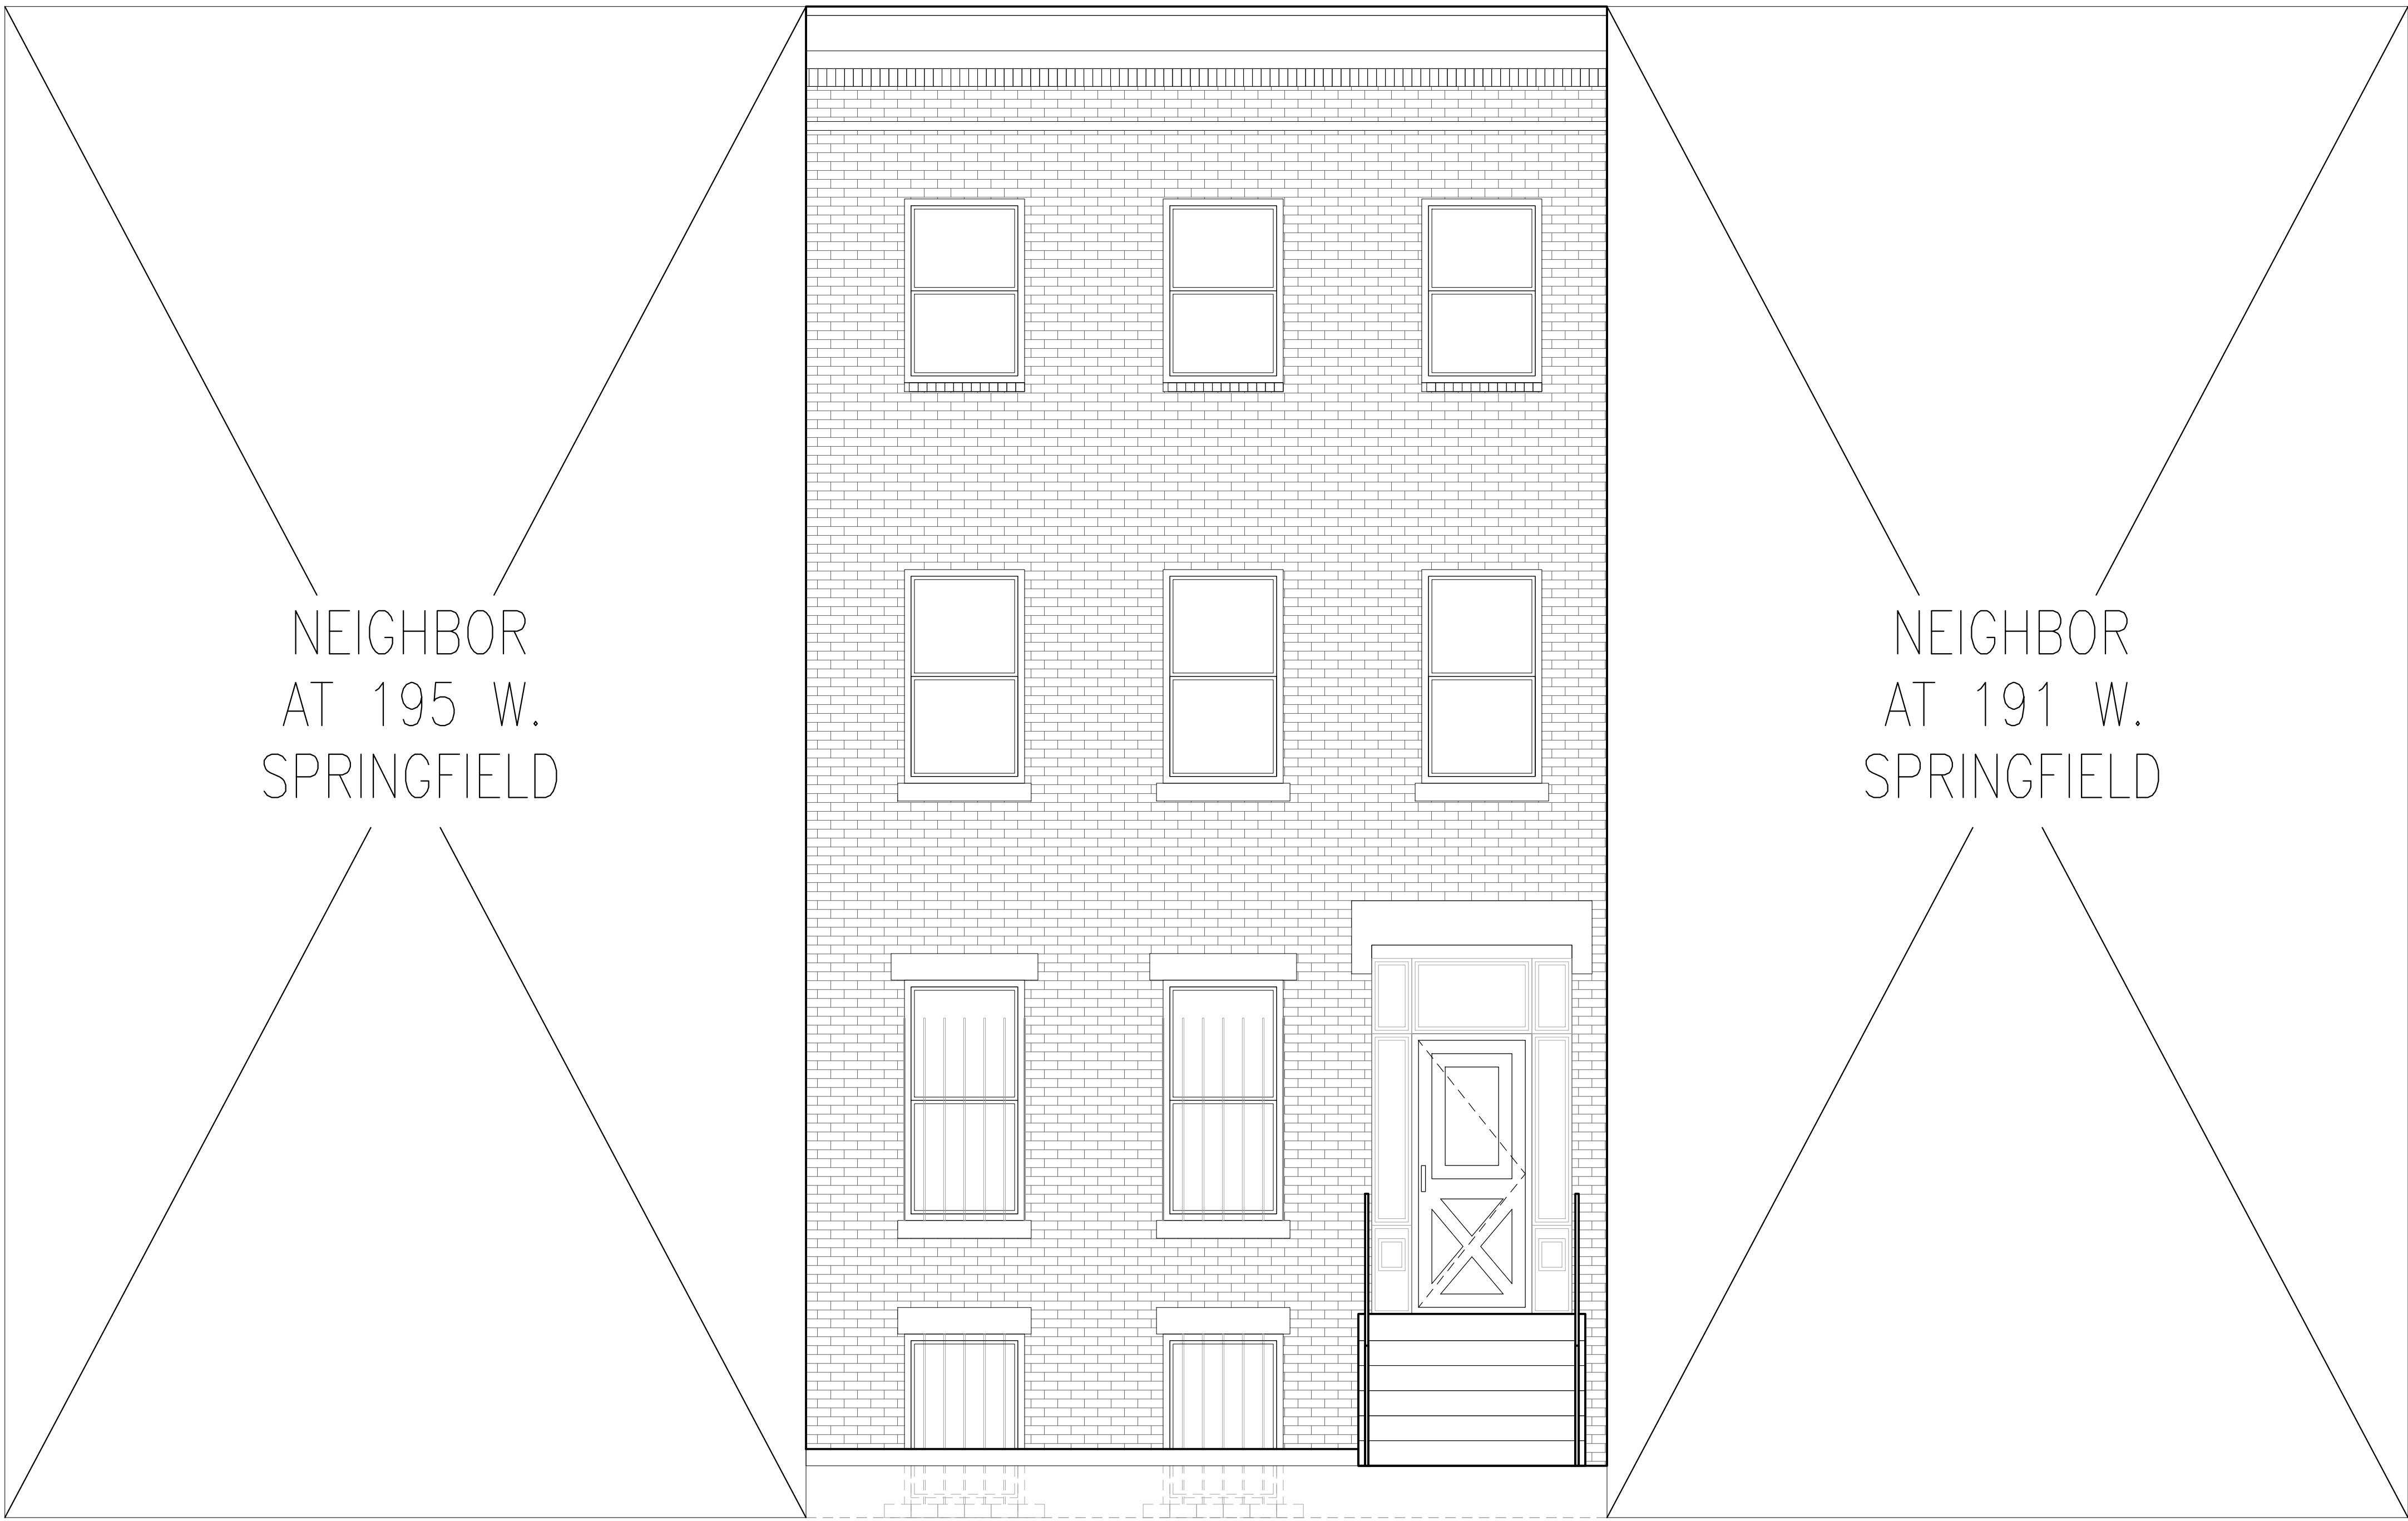 NEIGHBOR
AT 195 W.
SPRINGFIELD
NEIGHBOR
AT 191 W.
SPRINGFIELD